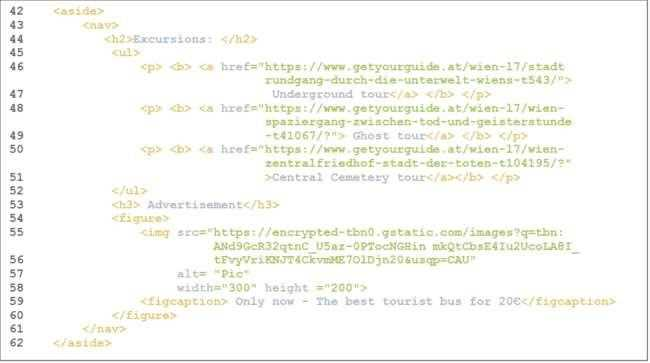 42 <aside>
43 <nav>
44 <h2>Excursions: </h2>
45 <ul>
46 <p> <b> <a href="https://www.getyourguide.at/wien-l7/stadt
rundgang-durch-die-unterwelt-wiens-t543/">
47 Underground tour</a> </b> </p>
48 <p> <b> <a href="https://www.getyourguide.at/wien-l7/wien-
spaziergang-zwischen-tod-und-geisterstunde
49 -t41067/?"> Ghost tour</a> </b> </p>
50 <p> <b> <a href="https://www.getyourguide.at/wien-l7/wien-
zentralfriedhof-stadt-der-toten-t104195/?"
51 >Central Cemetery tour</a></b> </p>
52 </ul>
53 <h3> Advertisement</h3>
54 <figure>
55 <img src="https://encrypted-tbn0.gstatic.com/images?q=tbn:
ANd9GcR32qtnC_U5az-0PTocNGHin mkQtCbsE4Iu2UcoLA8I_
56 tFvyVriKNJT4CkvmME7OlDjn20&usqp=CAU"
57 alt= "Pic"
58 width="300" height ="200">
59 <figcaption> Only now - The best tourist bus for 20€</figcaption>
60 </figure>
61 </nav>
62 </aside>